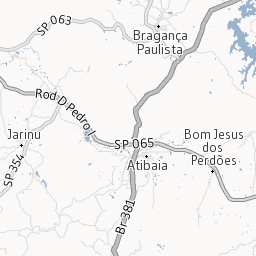 SP 063
Bragança
Paulista
Rod D Pedro I
SP 065
Bom Jesus
dos
Perdões
Jarinu
Atibaia
SP 354
Br 381